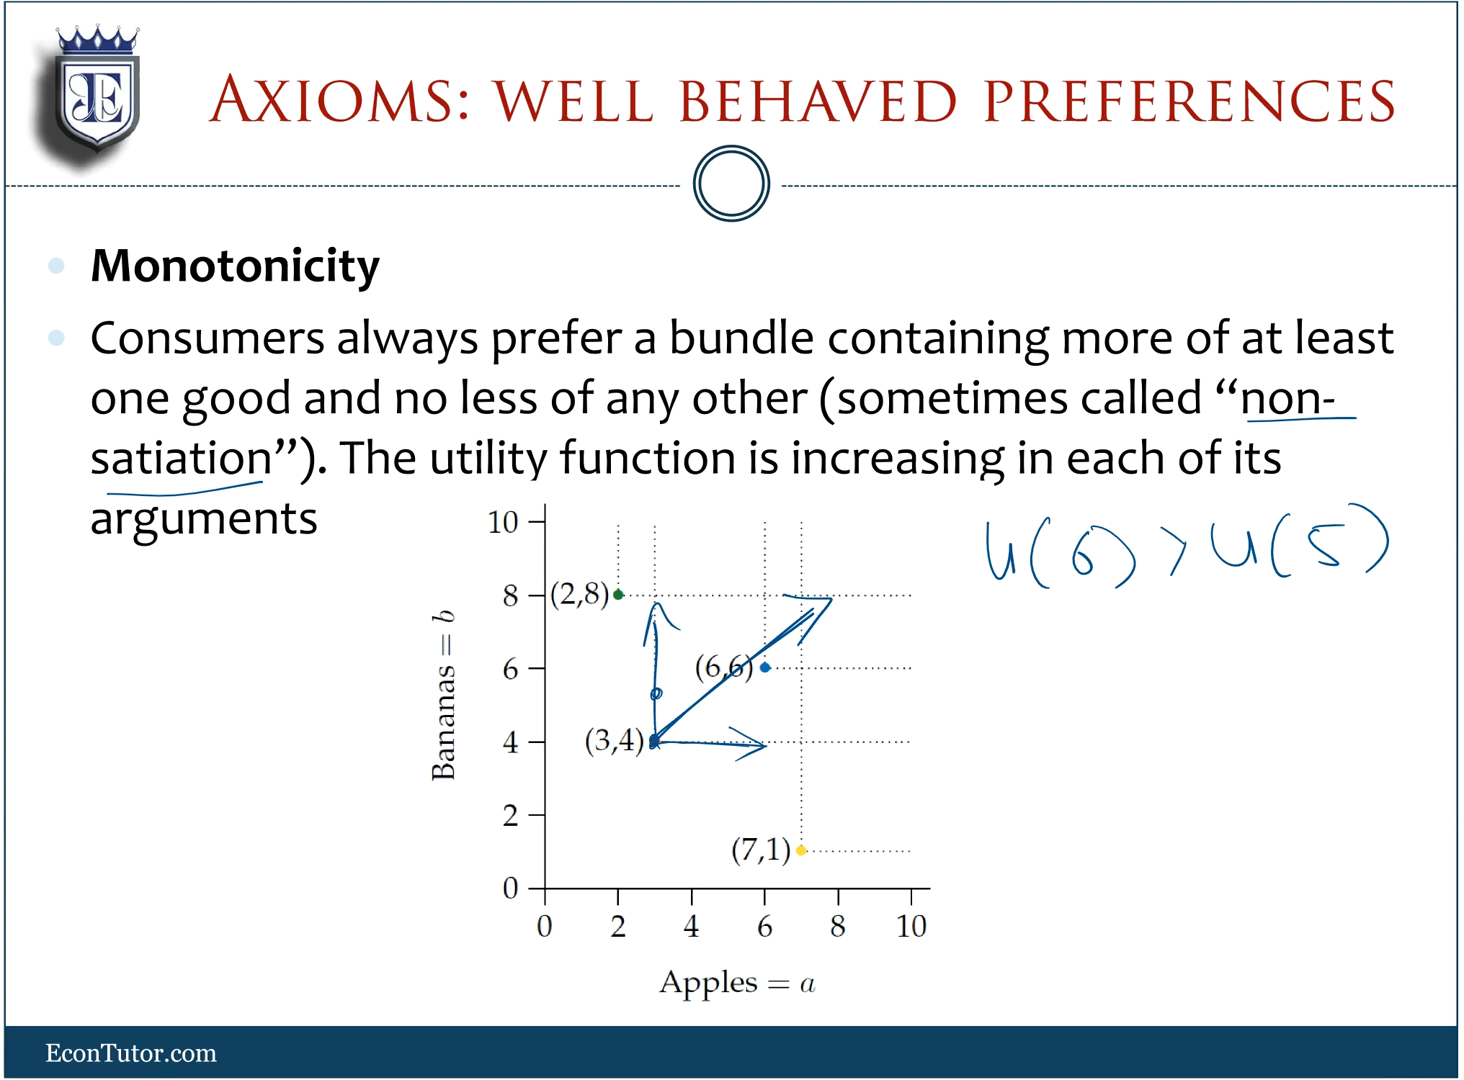 E
AXIOMS: WELL BEHAVED PREFERENCES
Monotonicity
Consumers always prefer a bundle containing more of at least
one good and no less of any other (sometimes called “non-
satiation”). The utility function is increasing in each of its
arguments
u(6) > u(5)
10
8
6
4
2
0
Bananas = b
(2,8)
(6,6)
(3,4)
(7,1)
0 2 4 6 8 10
Apples = a
EconTutor.com